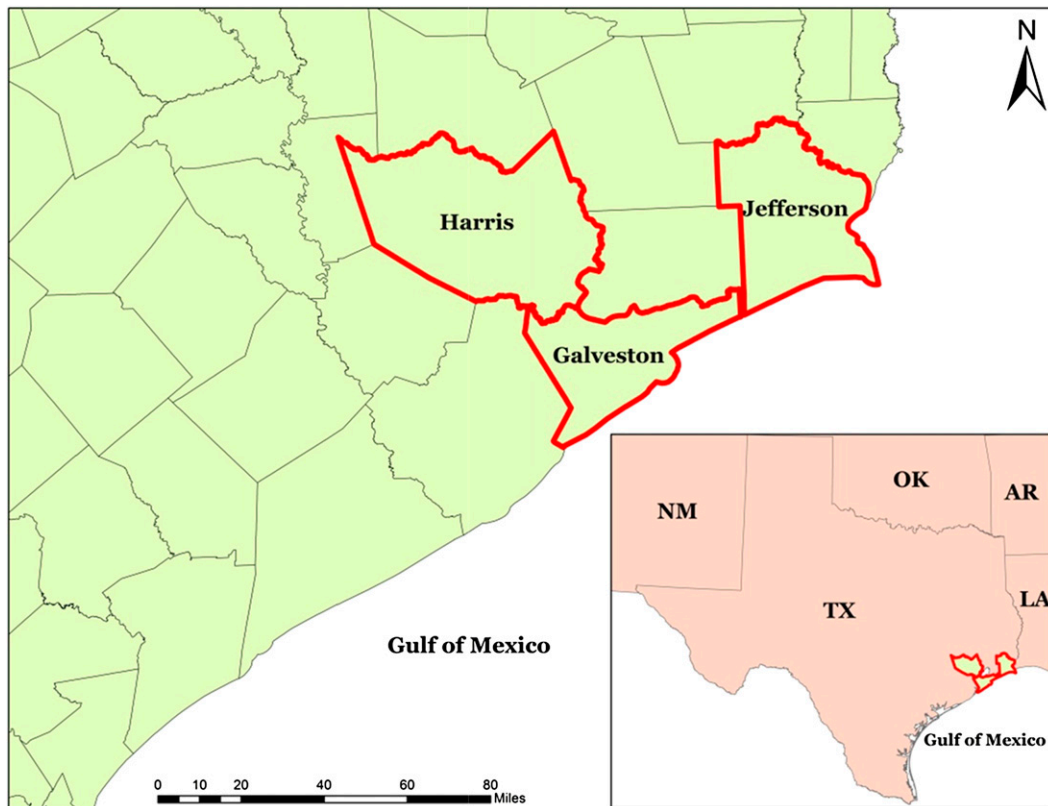 N
Harris
Jefferson
Galveston
Gulf of Mexico
0 10 20 40 60 80
Miles
NM
OK
AR
TX
LA
Gulf of Mexico